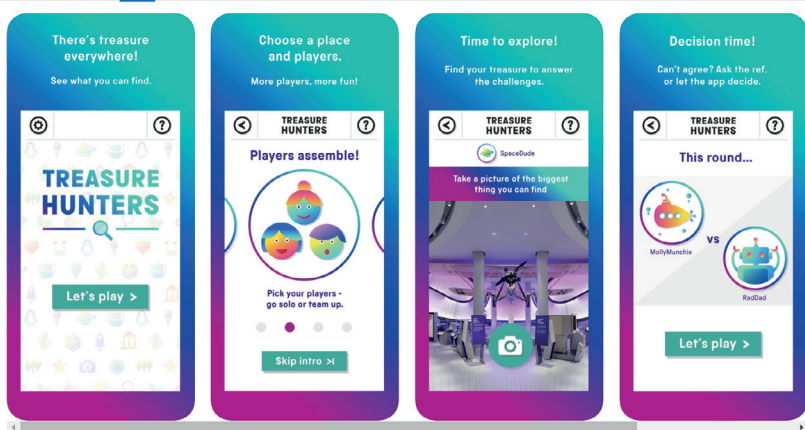 There's treasure
everywhere!
See what you can find.
TREASURE
HUNTERS
Let's play >
Choose a place
and players.
More players, more fun!
TREASURE
HUNTERS
Players assemble!
Pick your players -
go solo or team up.
Skip intro >|
Time to explore!
Find your treasure to answer
the challenges.
TREASURE
HUNTERS
SpaceDude
Take a picture of the biggest
thing you can find
Decision time!
Can't agree? Ask the ref,
or let the app decide.
TREASURE
HUNTERS
This round...
MollyMunchie
VS
RadDad
Let's play >